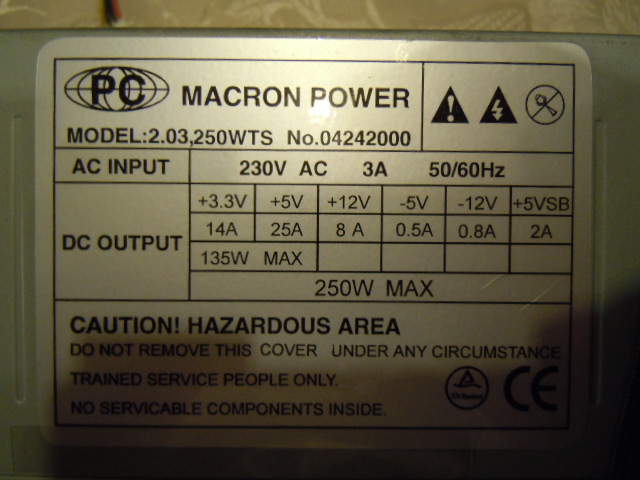 PC MACRON POWER
MODEL:2.03,250WTS No.04242000
AC INPUT 230V AC 3A 50/60Hz
+3.3V +5V +12V -5V -12V +5VSB
DC OUTPUT 14A 25A 8 A 0.5A 0.8A 2A
135W MAX
250W MAX
CAUTION! HAZARDOUS AREA
DO NOT REMOVE THIS COVER UNDER ANY CIRCUMSTANCE
TRAINED SERVICE PEOPLE ONLY.
NO SERVICABLE COMPONENTS INSIDE.
CE